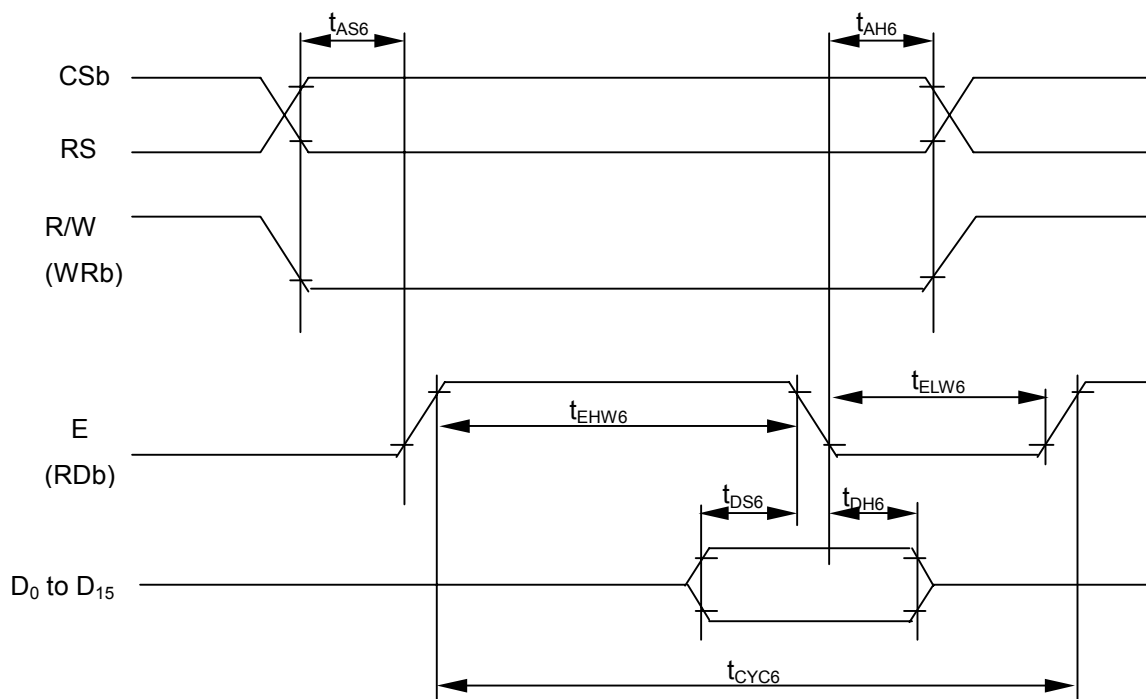 tAS6
tAH6
CSb
RS
R/W
(WRb)
tELW6
tEHW6
E
(RDb)
tDS6
tDH6
D0 to D15
tCYC6